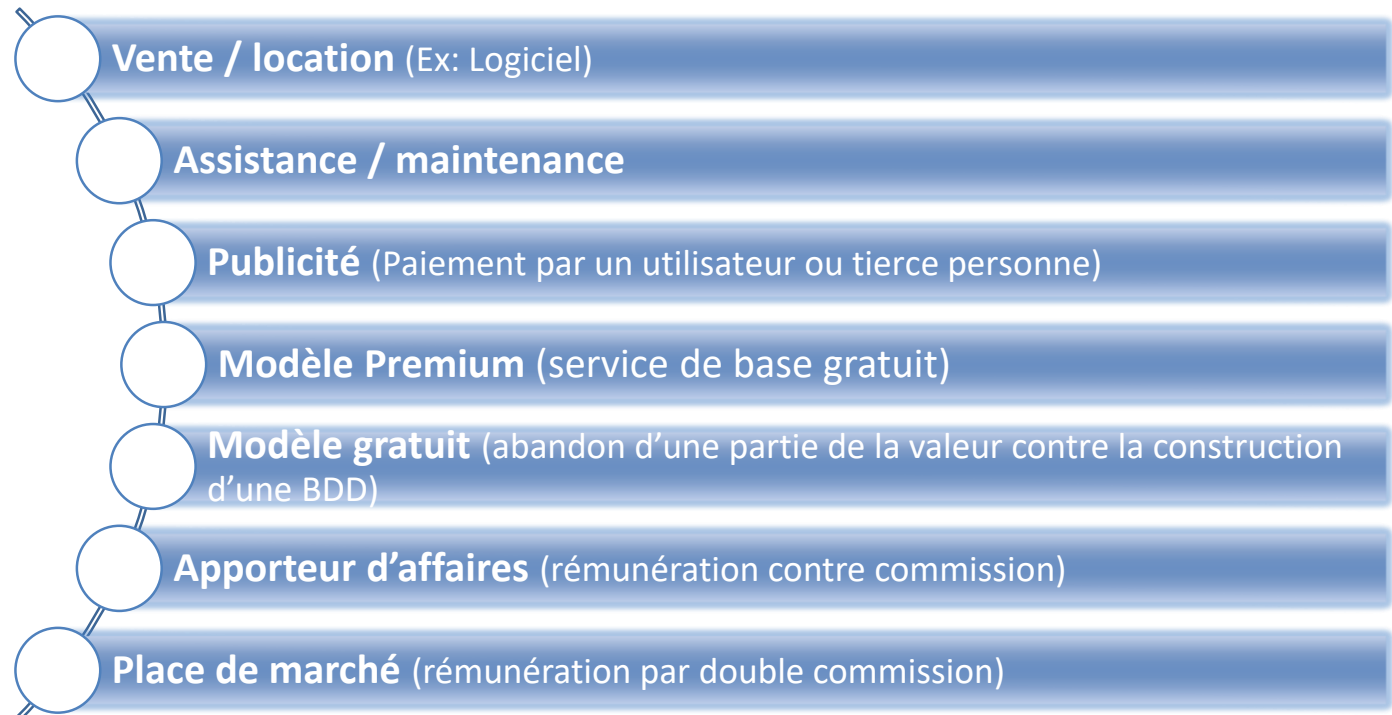 Vente / location (Ex: Logiciel)
Assistance / maintenance
Publicité (Paiement par un utilisateur ou tierce personne)
Modèle Premium (service de base gratuit)
Modèle gratuit (abandon d’une partie de la valeur contre la construction
d’une BDD)
Apporteur d’affaires (rémunération contre commission)
Place de marché (rémunération par double commission)